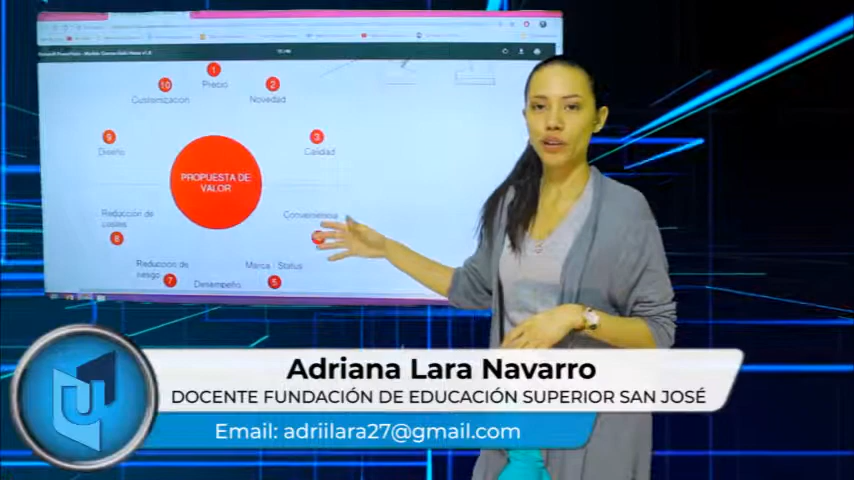 1
Precio
10
Customización
2
Novedad
9
Diseño
3
Calidad
PROPUESTA DE
VALOR
Reducción de
costos
8
Conveniencia
Reducción de
riesgo
7
Marca - Status
5
Desempeño
Adriana Lara Navarro
DOCENTE FUNDACIÓN DE EDUCACIÓN SUPERIOR SAN JOSÉ
Email: adriilara27@gmail.com